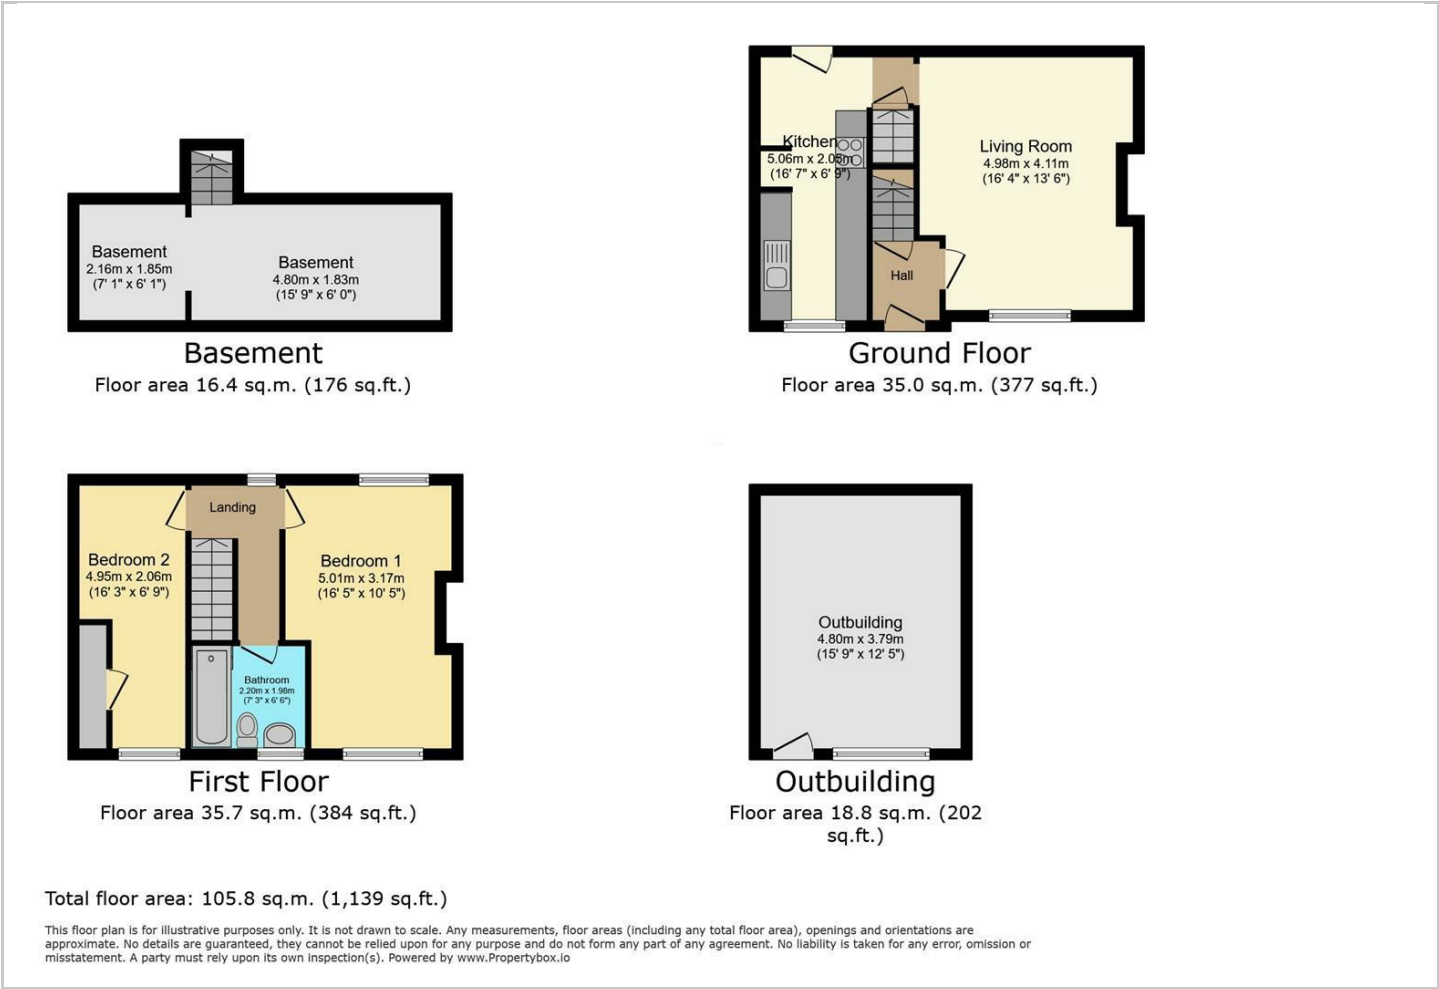 Basement
2.16m x 1.85m
(7' 1" x 6' 1")
Basement
4.80m x 1.83m
(15' 9" x 6' 0")
Basement
Floor area 16.4 sq.m. (176 sq.ft.)
Kitchen
5.06m x 2.05m
(16' 7" x 6' 9")
Living Room
4.98m x 4.11m
(16' 4" x 13' 6")
Hall
Ground Floor
Floor area 35.0 sq.m. (377 sq.ft.)
Landing
Bedroom 2
4.95m x 2.06m
(16' 3" x 6' 9")
Bedroom 1
5.01m x 3.17m
(16' 5" x 10' 5")
Bathroom
2.20m x 1.98m
(7' 3" x 6' 6")
First Floor
Floor area 35.7 sq.m. (384 sq.ft.)
Outbuilding
4.80m x 3.79m
(15' 9" x 12' 5")
Outbuilding
Floor area 18.8 sq.m. (202
sq.ft.)
Total floor area: 105.8 sq.m. (1,139 sq.ft.)
This floor plan is for illustrative purposes only. It is not drawn to scale. Any measurements, floor areas (including any total floor area), openings and orientations are
approximate. No details are guaranteed, they cannot be relied upon for any purpose and do not form any part of any agreement. No liability is taken for any error, omission or
misstatement. A party must rely upon its own inspection(s). Powered by www.Propertybox.io